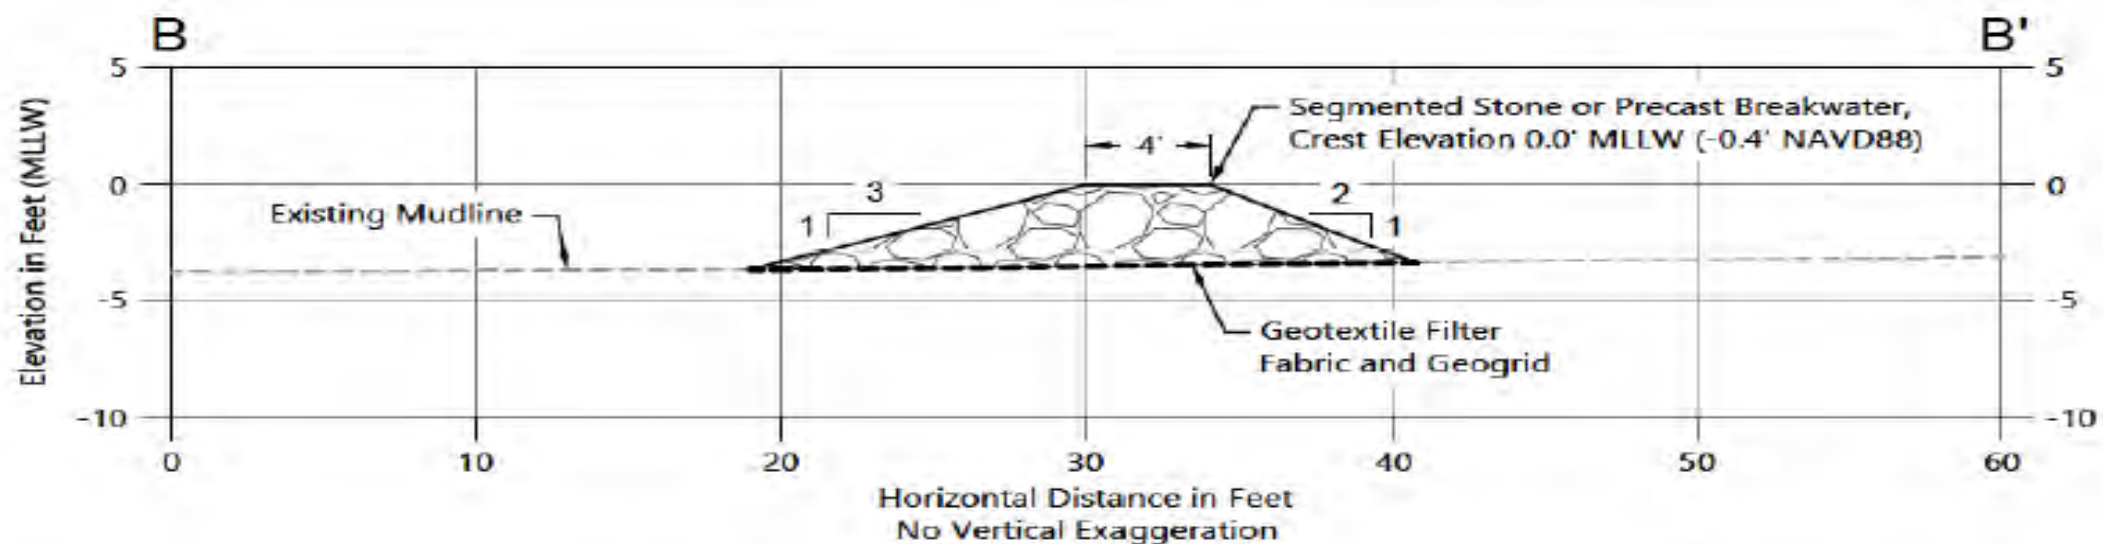 B
B'
5
5
Segmented Stone or Precast Breakwater,
Crest Elevation 0.0' MLLW (-0.4' NAVD88)
4'
0
0
3
2
1
1
Existing Mudline
Elevation in Feet (MLLW)
-5
-5
Geotextile Filter
Fabric and Geogrid
-10
-10
0
10
20
30
40
50
60
Horizontal Distance in Feet
No Vertical Exaggeration